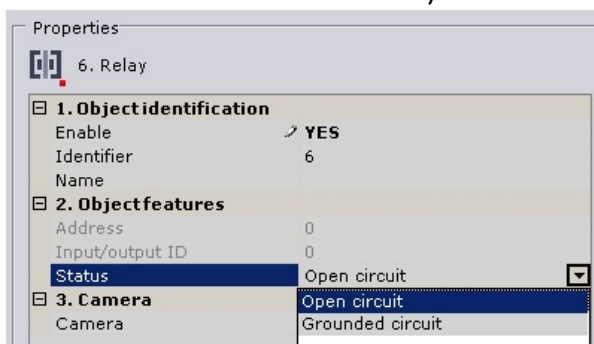 Properties
6. Relay
1. Object identification
Enable YES
Identifier 6
Name
2. Object features
Address 0
Input/output ID 0
Status Open circuit
3. Camera Open circuit
Camera Grounded circuit